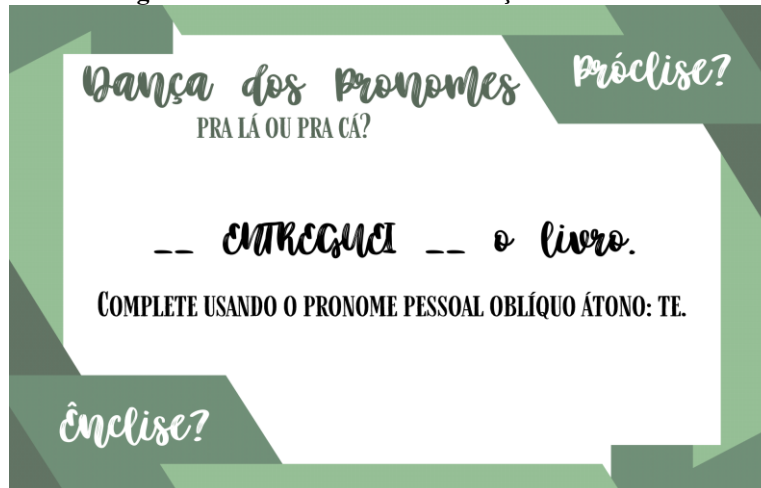 Dança dos Pronomes
PRA LÁ OU PRA CÁ?
Próclise?
__ ENTREGUEI __ o livro.
COMPLETE USANDO O PRONOME PESSOAL OBLÍQUO ÁTONO: TE.
Ênclise?